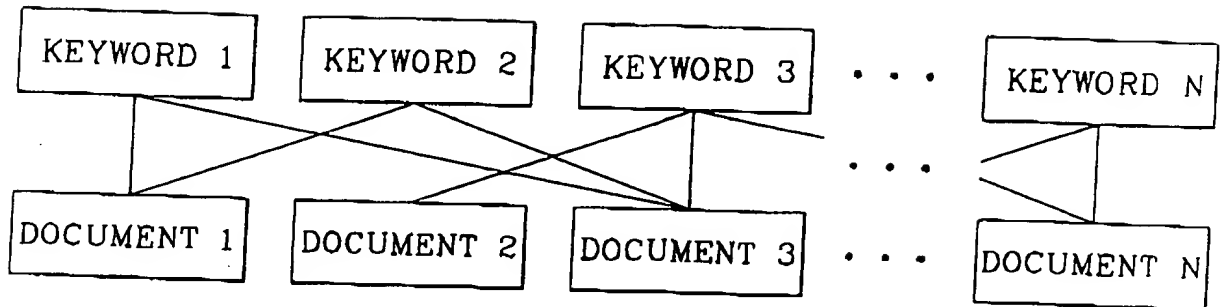 KEYWORD 1 KEYWORD 2 KEYWORD 3 . . . KEYWORD N
. . .
DOCUMENT 1 DOCUMENT 2 DOCUMENT 3 . . . DOCUMENT N